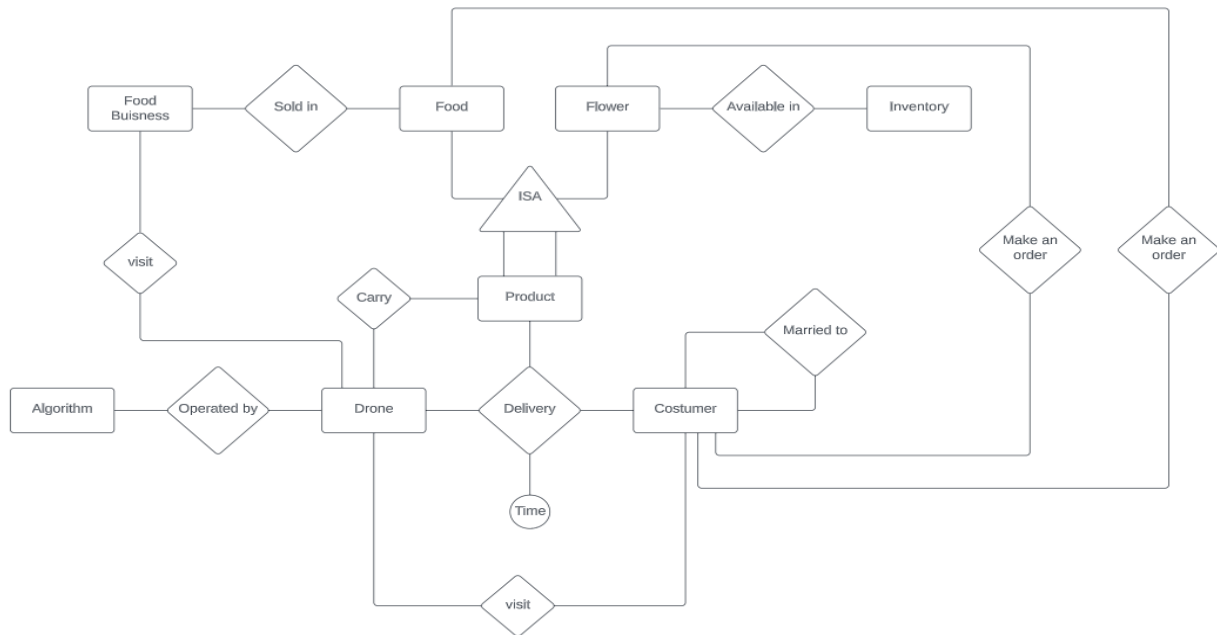 Food
Buisness
Sold in
Food
Flower
Available in
Inventory
ISA
visit
Make an
order
Make an
order
Carry
Product
Married to
Algorithm
Operated by
Drone
Delivery
Costumer
Time
visit